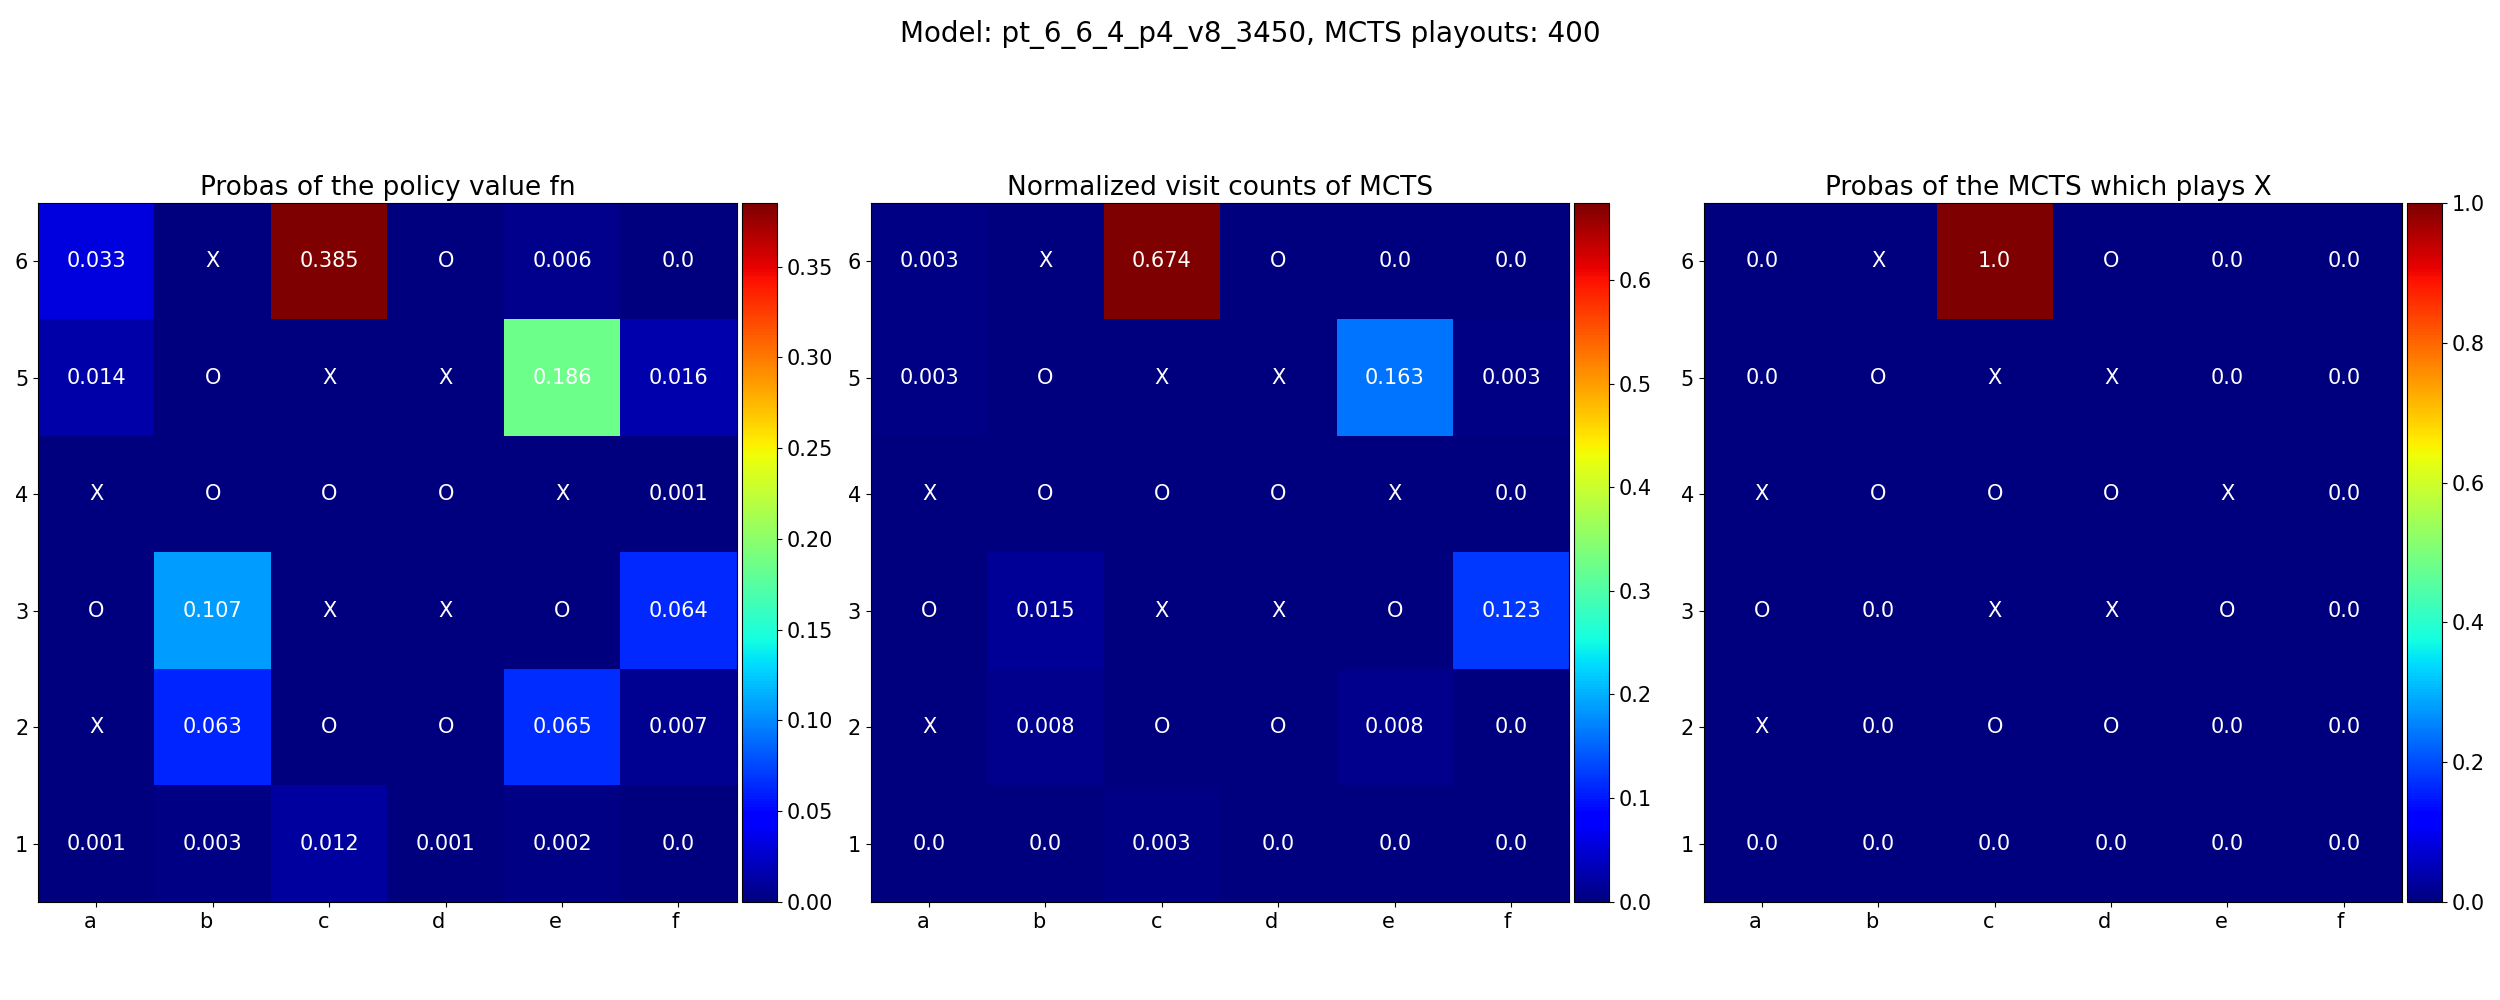 Model: pt_6_6_4_p4_v8_3450, MCTS playouts: 400
Probas of the policy value fn
6 0.033 X 0.385 O 0.006 0.0
5 0.014 O X X 0.186 0.016
4 X O O O X 0.001
3 O 0.107 X X O 0.064
2 X 0.063 O O 0.065 0.007
1 0.001 0.003 0.012 0.001 0.002 0.0
a b c d e f
0.35
0.30
0.25
0.20
0.15
0.10
0.05
0.00
Normalized visit counts of MCTS
6 0.003 X 0.674 O 0.0 0.0
5 0.003 O X X 0.163 0.003
4 X O O O X 0.0
3 O 0.015 X X O 0.123
2 X 0.008 O O 0.008 0.0
1 0.0 0.0 0.003 0.0 0.0 0.0
a b c d e f
0.6
0.5
0.4
0.3
0.2
0.1
0.0
Probas of the MCTS which plays X
6 0.0 X 1.0 O 0.0 0.0
5 0.0 O X X 0.0 0.0
4 X O O O X 0.0
3 O 0.0 X X O 0.0
2 X 0.0 O O 0.0 0.0
1 0.0 0.0 0.0 0.0 0.0 0.0
a b c d e f
1.0
0.8
0.6
0.4
0.2
0.0